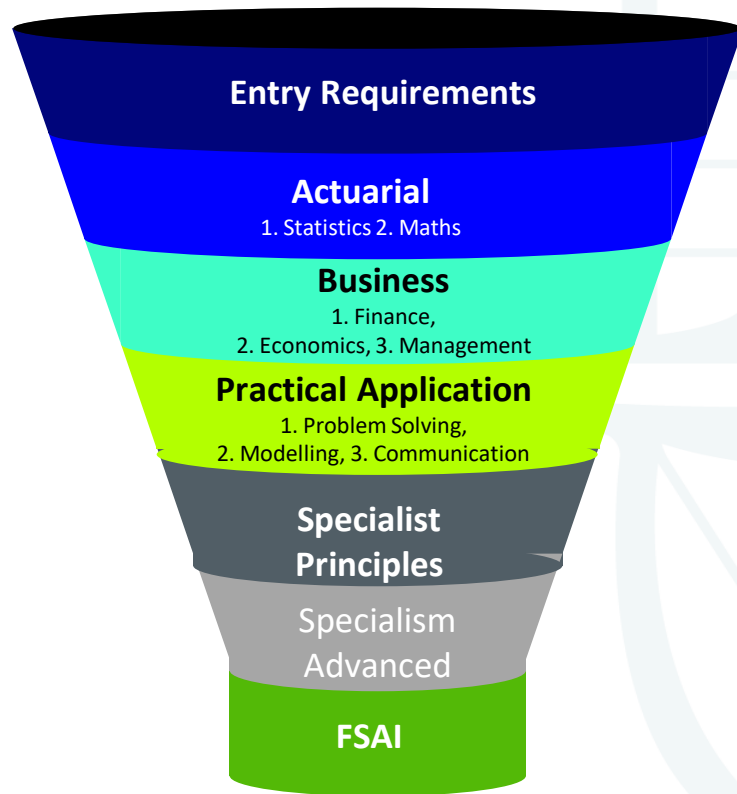 Entry Requirements
Actuarial
1. Statistics 2. Maths
Business
1. Finance,
2. Economics, 3. Management
Practical Application
1. Problem Solving,
2. Modelling, 3. Communication
Specialist
Principles
Specialism
Advanced
FSAI